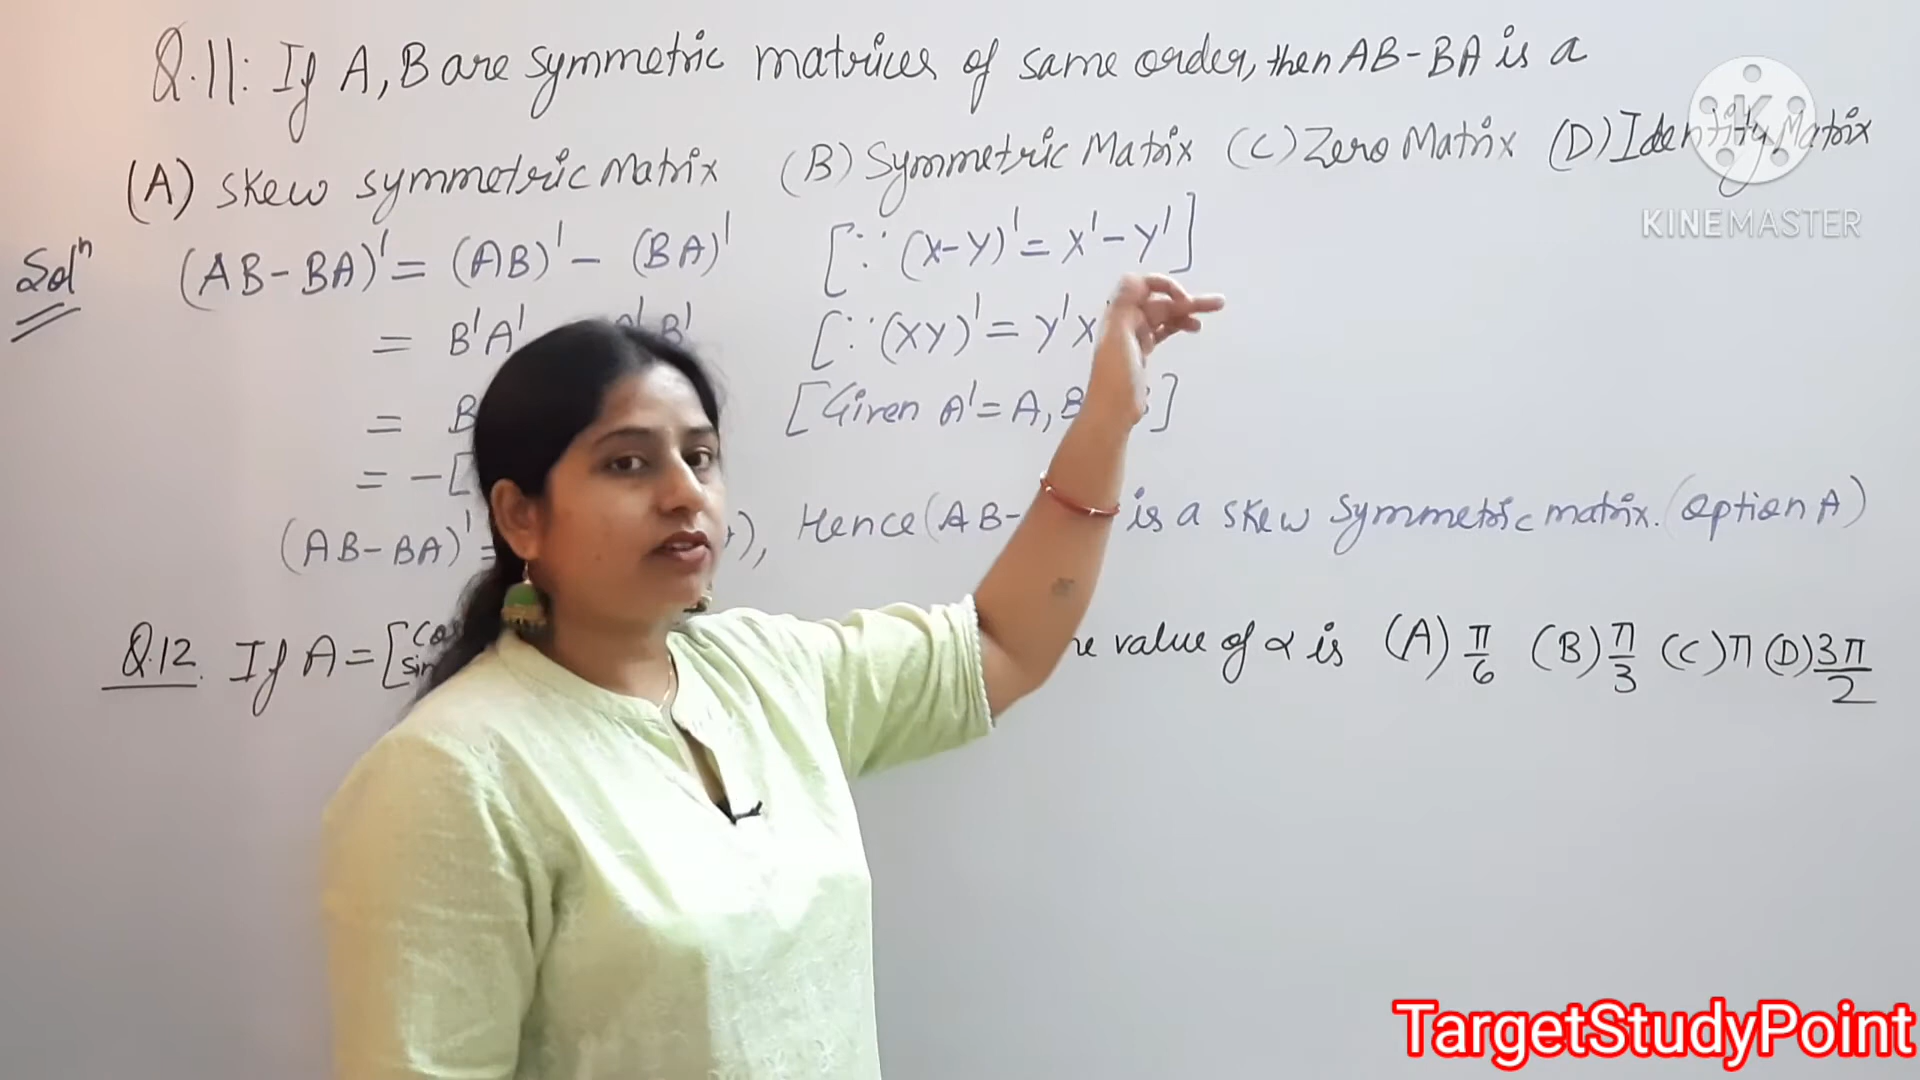 Q.11: If A, B are symmetric matrices of same order, then AB-BA is a
(A) skew symmetric Matrix (B) Symmetric Matrix (C) Zero Matrix (D) Identity Matrix
KINEMASTER
Solⁿ (AB-BA)' = (AB)' - (BA)' [∵ (X-Y)' = X' - Y']
= B'A' B' [∵ (XY)' = Y'X
= B [Given A' = A, B ]
= -[
(AB-BA)' = ), Hence (AB- is a skew symmetric matrix. (option A)
Q.12. If A = [ value of α is (A) π/6 (B) π/3 (C) π (D) 3π/2
TargetStudyPoint